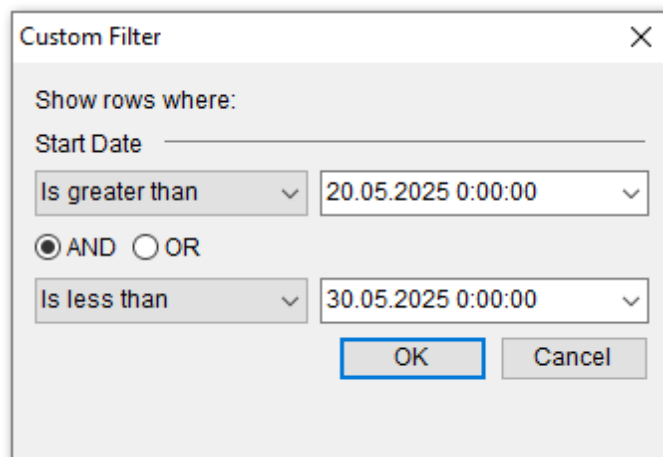 Custom Filter
Show rows where:
Start Date
Is greater than 20.05.2025 0:00:00
AND OR
Is less than 30.05.2025 0:00:00
OK Cancel